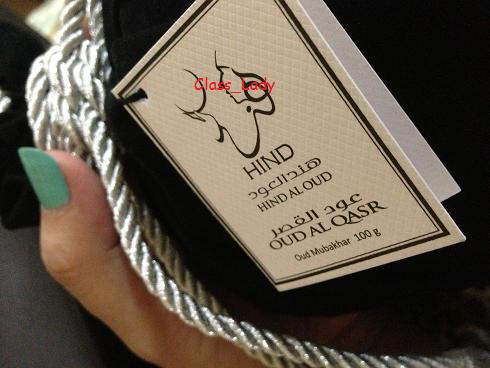 Class_Lady
HIND
هند العود
HIND AL OUD
عود القصر
OUD AL QASR
Oud Mubakhar 100 g